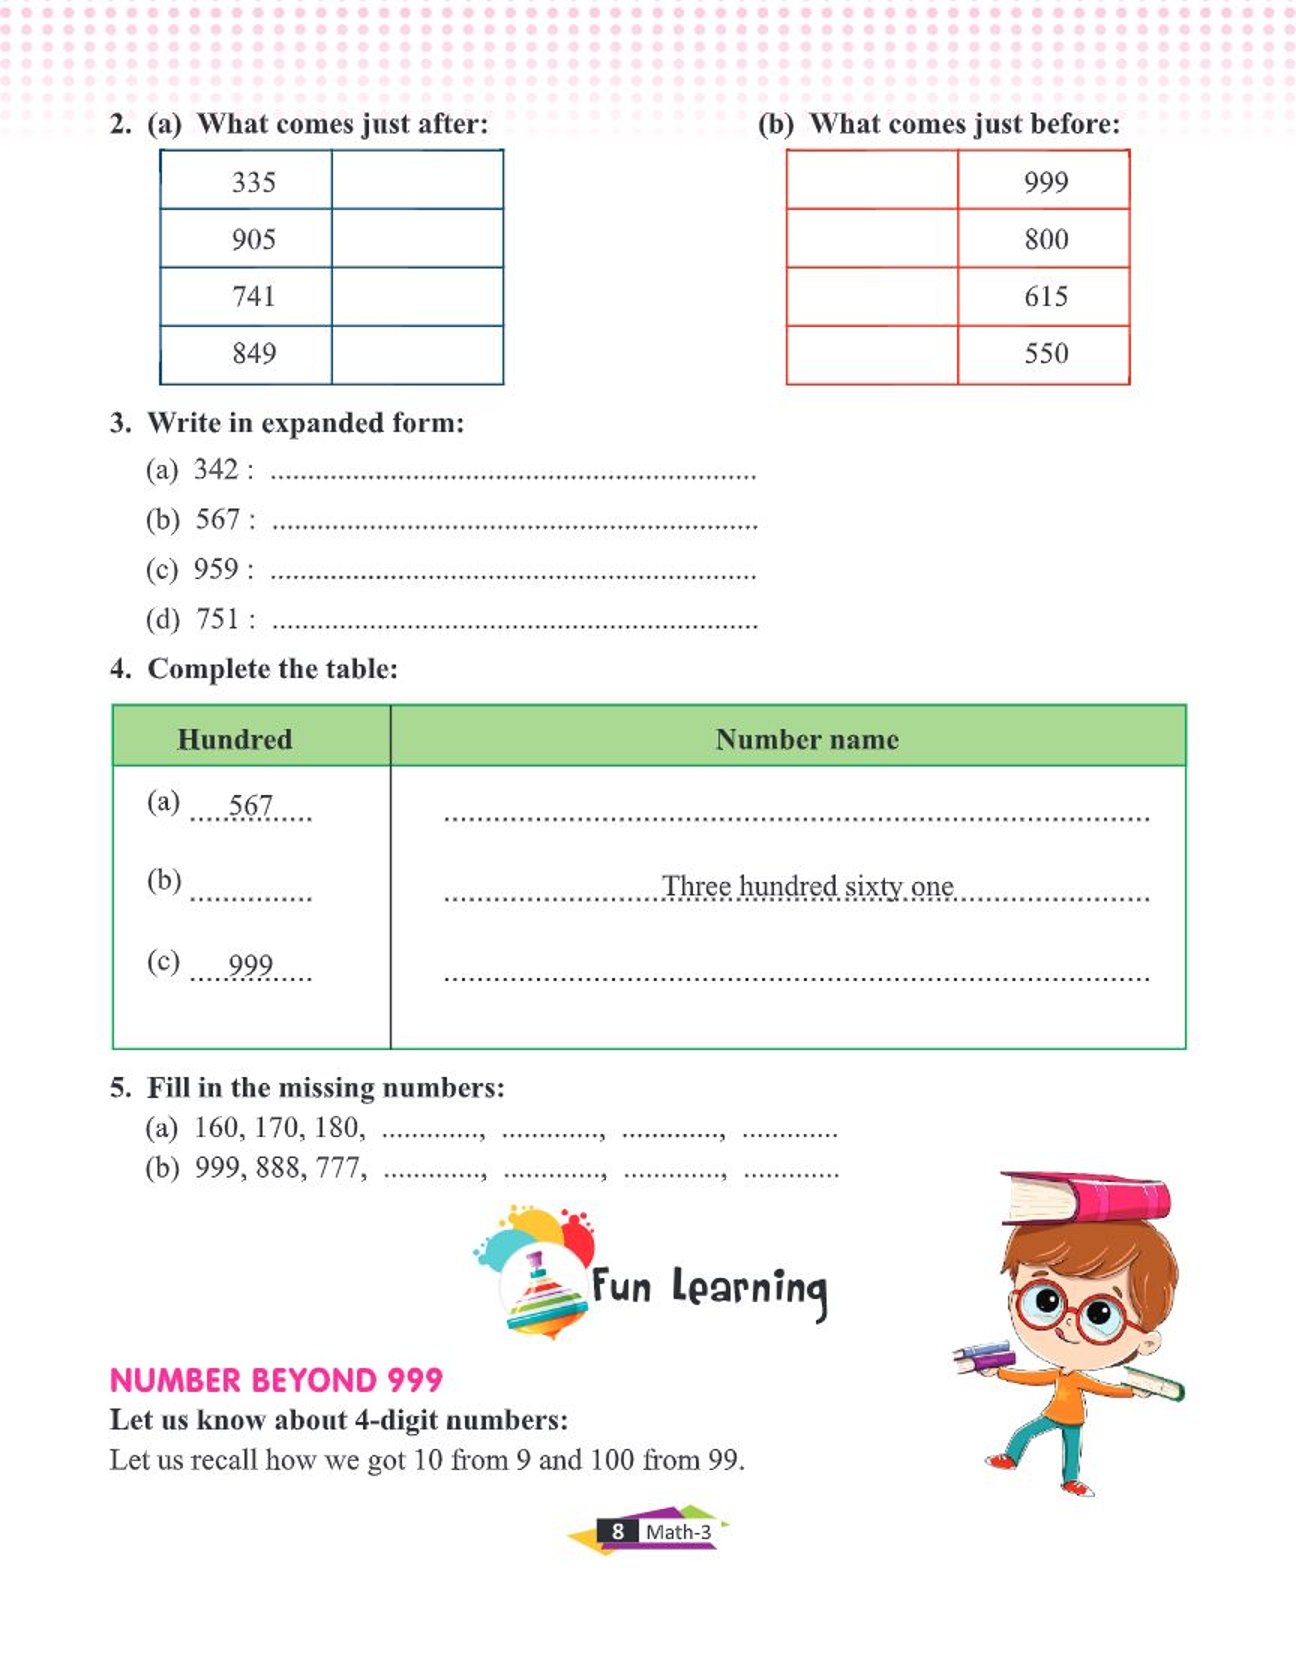 2. (a) What comes just after:
335
905
741
849
(b) What comes just before:
999
800
615
550
3. Write in expanded form:
(a) 342 : ................................................................
(b) 567 : ................................................................
(c) 959 : ................................................................
(d) 751 : ................................................................
4. Complete the table:
Hundred Number name
(a) .....567..... ................................................................
(b) ............... ............................Three hundred sixty one.........................
(c) .....999..... ................................................................
5. Fill in the missing numbers:
(a) 160, 170, 180, ............., ............., ............., .............
(b) 999, 888, 777, ............., ............., ............., .............
Fun Learning
NUMBER BEYOND 999
Let us know about 4-digit numbers:
Let us recall how we got 10 from 9 and 100 from 99.
8 Math-3